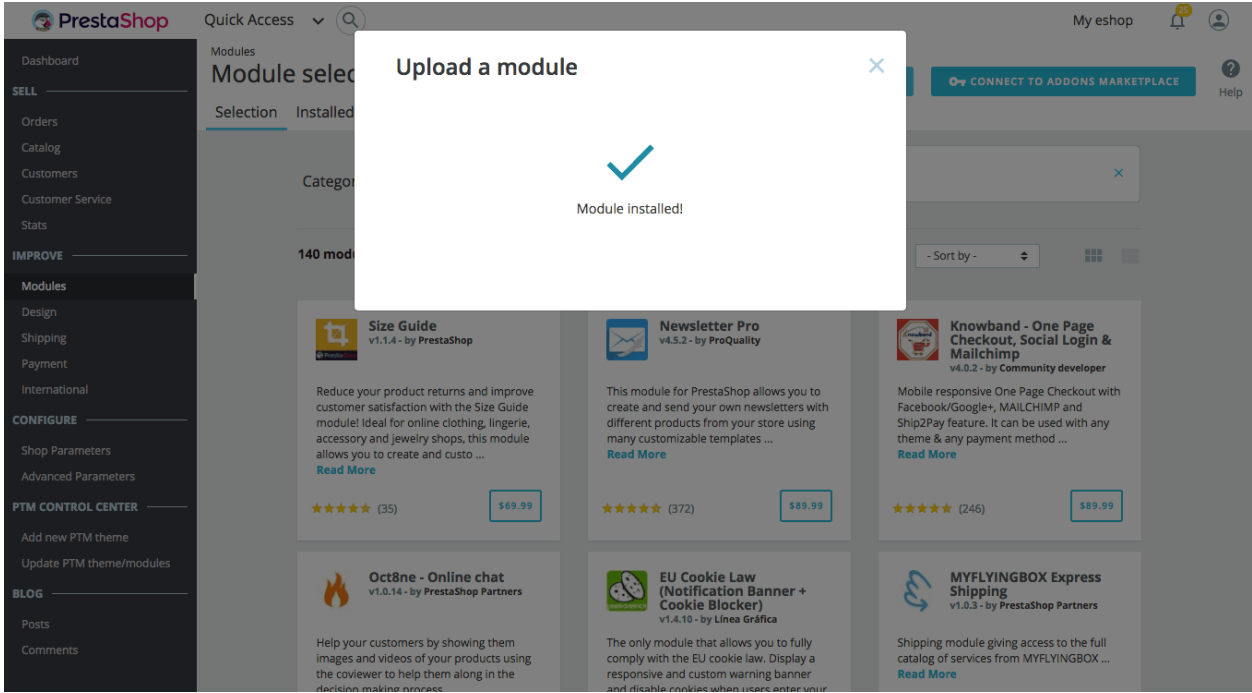 PrestaShop
Quick Access
My eshop
25
Dashboard
SELL
Orders
Catalog
Customers
Customer Service
Stats
IMPROVE
Modules
Design
Shipping
Payment
International
CONFIGURE
Shop Parameters
Advanced Parameters
PTM CONTROL CENTER
Add new PTM theme
Update PTM theme/modules
BLOG
Posts
Comments
Modules
Module selec
CONNECT TO ADDONS MARKETPLACE
Help
Selection
Installed
Upload a module
Module installed!
Categor
140 modu
- Sort by -
Size Guide
v1.1.4 - by PrestaShop
Reduce your product returns and improve
customer satisfaction with the Size Guide
module! Ideal for online clothing, lingerie,
accessory and jewelry shops, this module
allows you to create and custo ...
Read More
(35)
$69.99
Newsletter Pro
v4.5.2 - by ProQuality
This module for PrestaShop allows you to
create and send your own newsletters with
different products from your store using
many customizable templates ...
Read More
(372)
$89.99
Knowband - One Page
Checkout, Social Login &
Mailchimp
v4.0.2 - by Community developer
Mobile responsive One Page Checkout with
Facebook/Google+, MAILCHIMP and
Ship2Pay feature. It can be used with any
theme & any payment method ...
Read More
(246)
$89.99
Oct8ne - Online chat
v1.0.14 - by PrestaShop Partners
Help your customers by showing them
images and videos of your products using
the coviewer to help them along in the
decision making process
EU Cookie Law
(Notification Banner +
Cookie Blocker)
v1.4.10 - by Línea Gráfica
The only module that allows you to fully
comply with the EU cookie law. Display a
responsive and custom warning banner
and disable cookies when users enter your
MYFLYINGBOX Express
Shipping
v1.0.3 - by PrestaShop Partners
Shipping module giving access to the full
catalog of services from MYFLYINGBOX ...
Read More